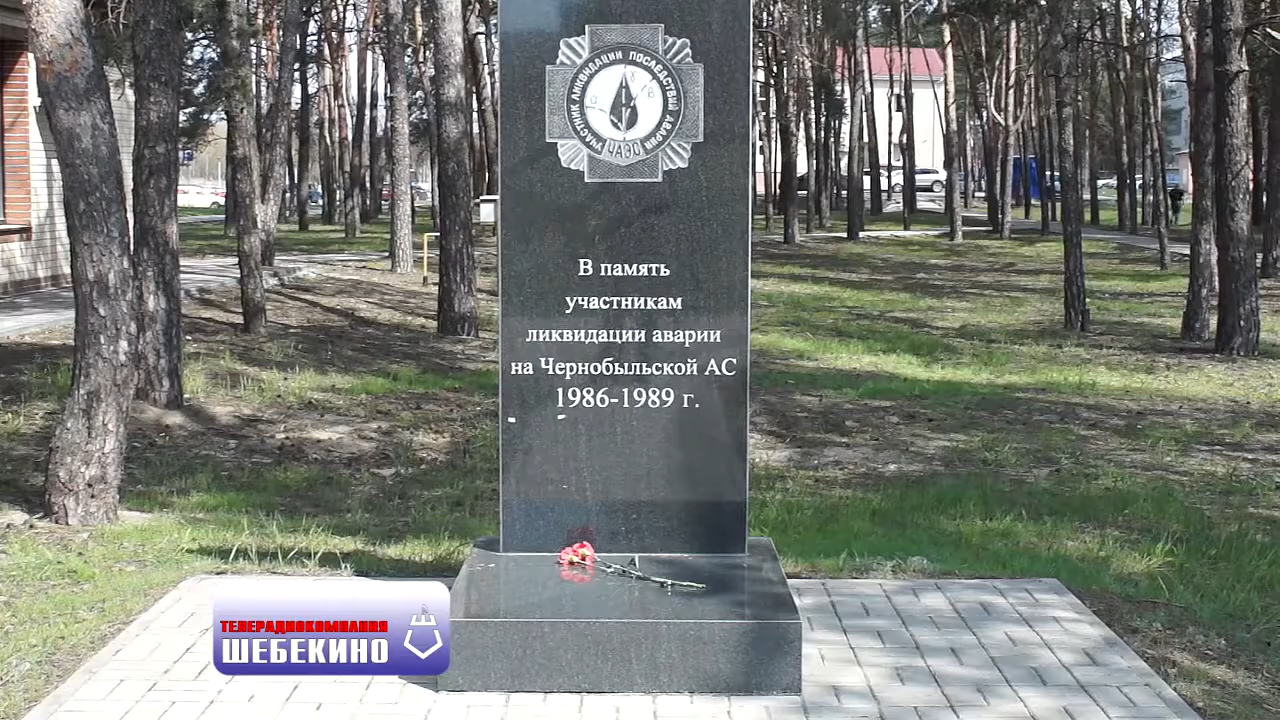 УЧАСТНИК ЛИКВИДАЦИИ ПОСЛЕДСТВИЙ АВАРИИ
α γ β
ЧАЭС
В память
участникам
ликвидации аварии
на Чернобыльской АС
1986-1989 г.
ТЕЛЕРАДИОКОМПАНИЯ
ШЕБЕКИНО